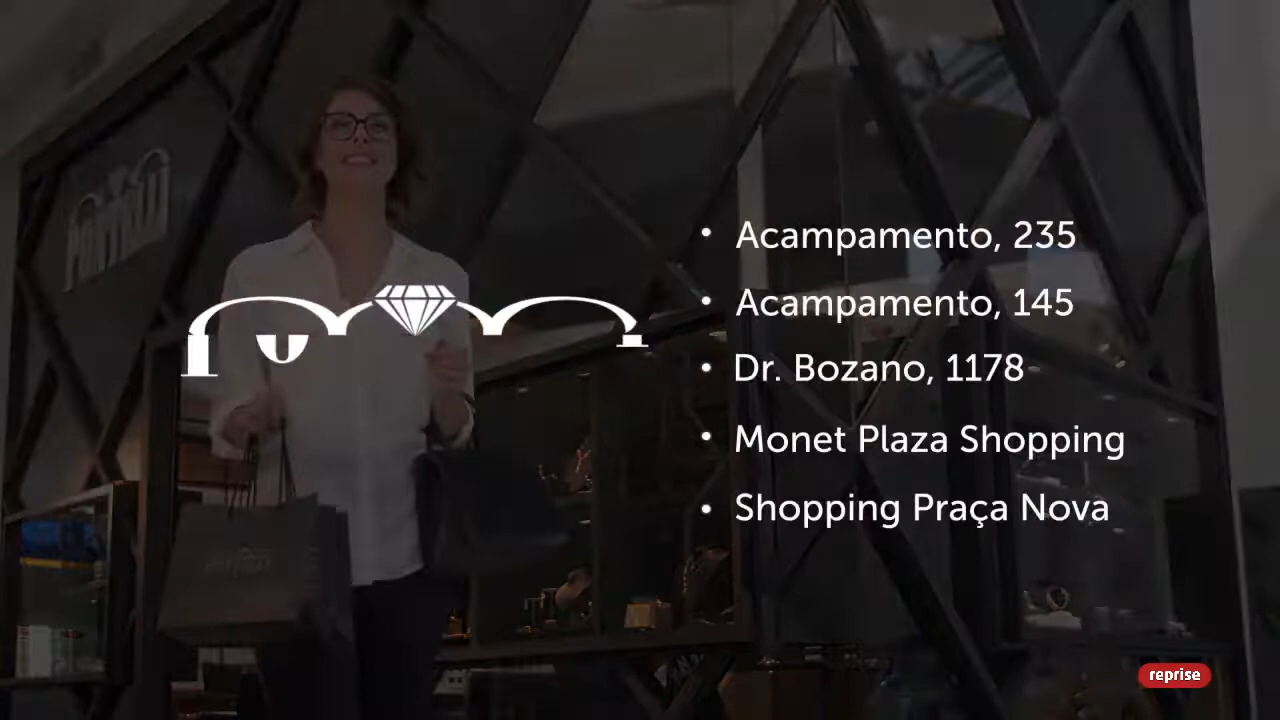 Acampamento, 235
Acampamento, 145
Dr. Bozano, 1178
Monet Plaza Shopping
Shopping Praça Nova
reprise